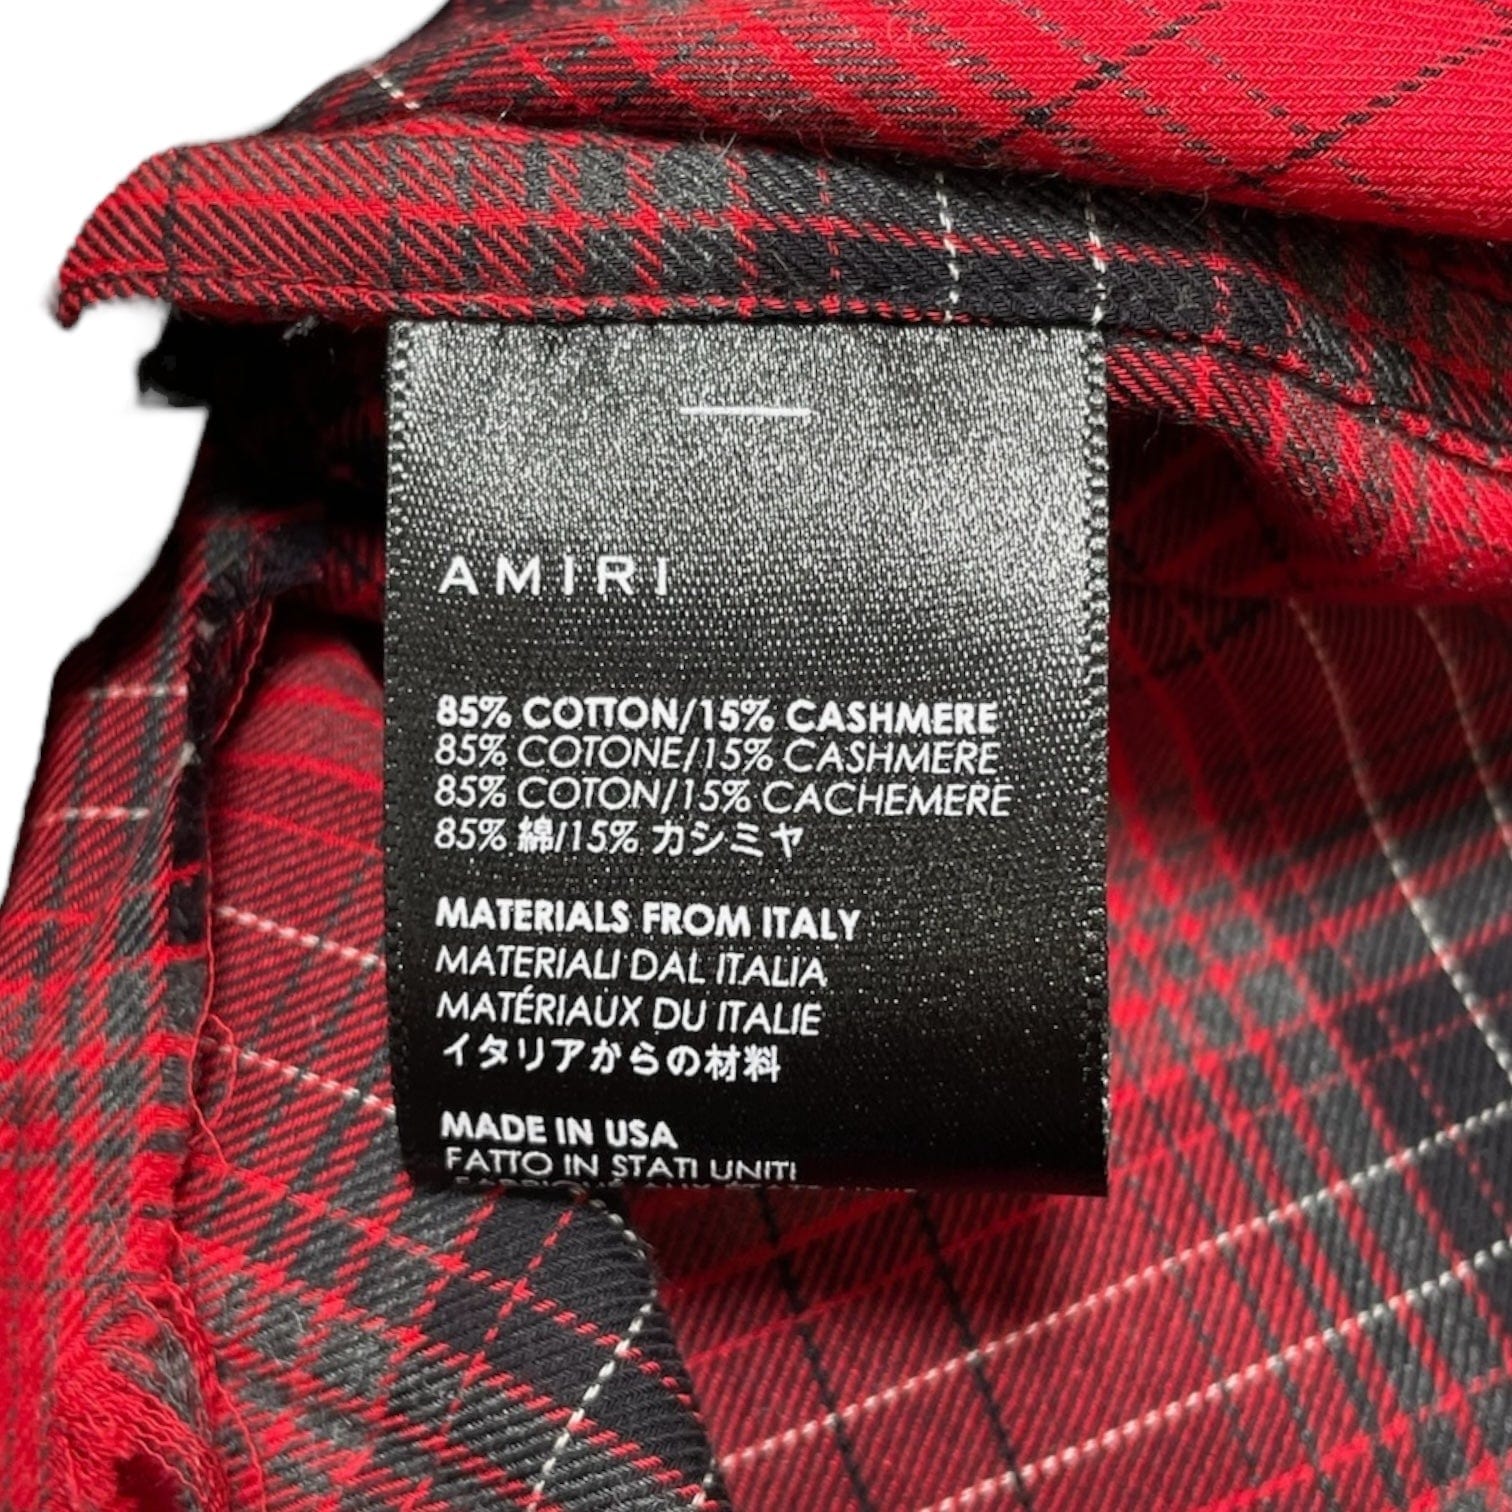 AMIRI
85% COTTON/15% CASHMERE
85% COTONE/15% CASHMERE
85% COTON/15% CACHEMERE
85% 綿/15% カシミヤ
MATERIALS FROM ITALY
MATERIALI DAL ITALIA
MATÉRIAUX DU ITALIE
イタリアからの材料
MADE IN USA
FATTO IN STATI UNITI